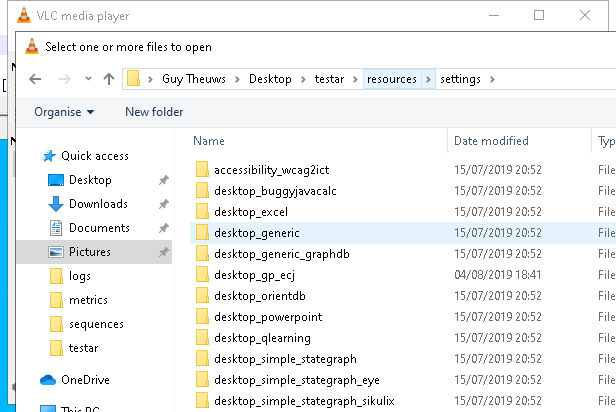 VLC media player
Select one or more files to open
Guy Theuws > Desktop > testar > resources > settings >
Organise New folder
Name Date modified Type
Quick access
Desktop
Downloads
Documents
Pictures
logs
metrics
sequences
testar
OneDrive
This PC
accessibility_wcag2ict 15/07/2019 20:52 File
desktop_buggyjavacalc 15/07/2019 20:52 File
desktop_excel 15/07/2019 20:52 File
desktop_generic 15/07/2019 20:52 File
desktop_generic_graphdb 15/07/2019 20:52 File
desktop_gp_ecj 04/08/2019 18:41 File
desktop_orientdb 15/07/2019 20:52 File
desktop_powerpoint 15/07/2019 20:52 File
desktop_qlearning 15/07/2019 20:52 File
desktop_simple_stategraph 15/07/2019 20:52 File
desktop_simple_stategraph_eye 15/07/2019 20:52 File
desktop_simple_stategraph_sikulix 15/07/2019 20:52 File